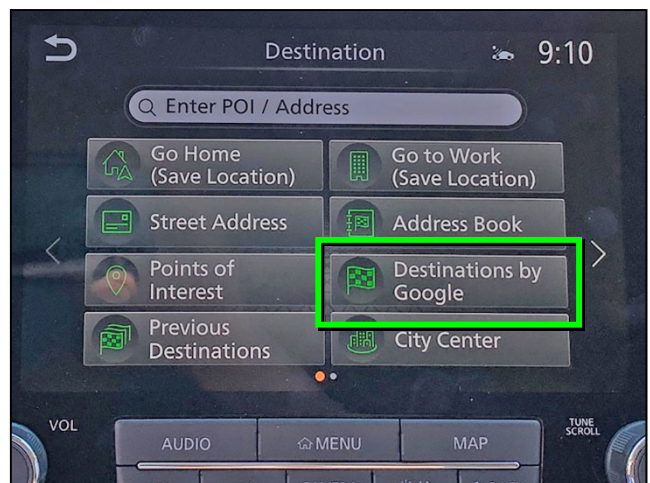 Destination
9:10
Enter POI / Address
Go Home
(Save Location)
Go to Work
(Save Location)
Street Address
Address Book
Points of
Interest
Destinations by
Google
Previous
Destinations
City Center
VOL
TUNE
SCROLL
AUDIO
MENU
MAP